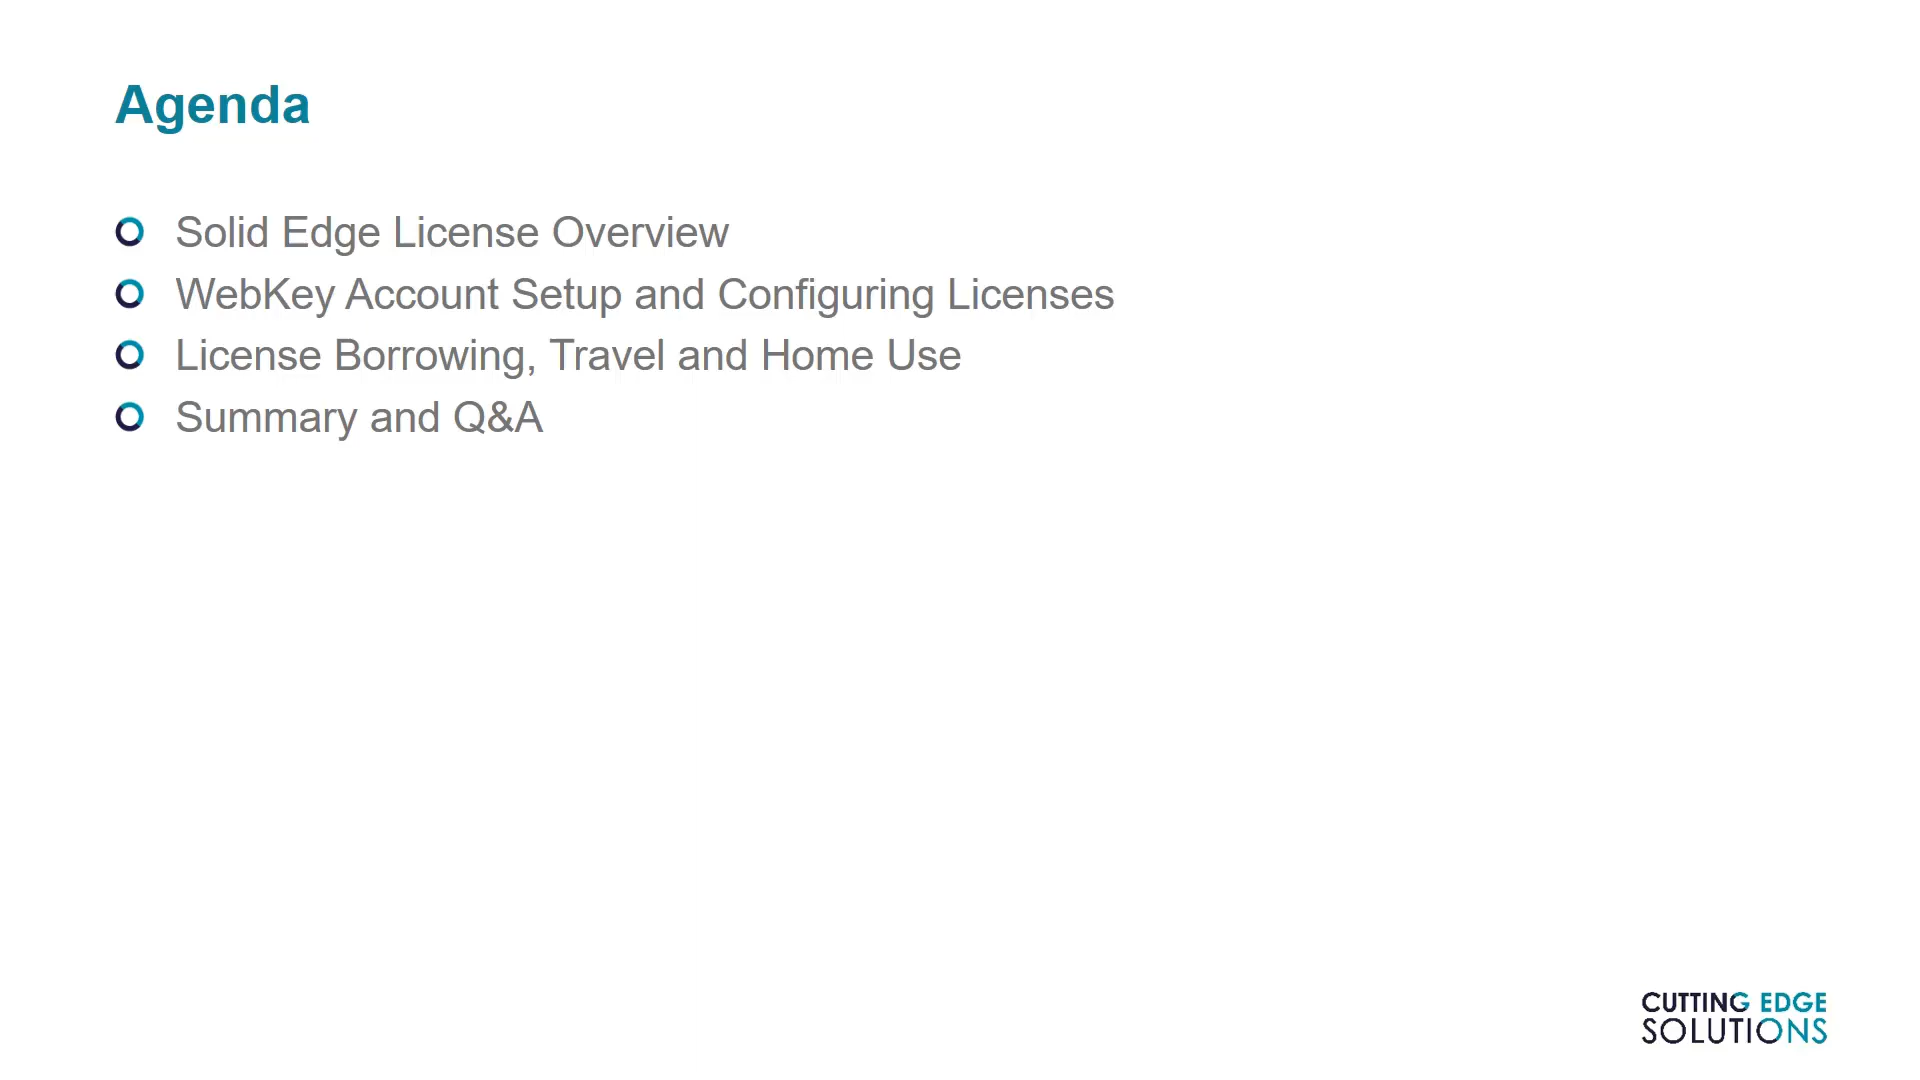 Agenda
Solid Edge License Overview
WebKey Account Setup and Configuring Licenses
License Borrowing, Travel and Home Use
Summary and Q&A
CUTTING EDGE
SOLUTIONS